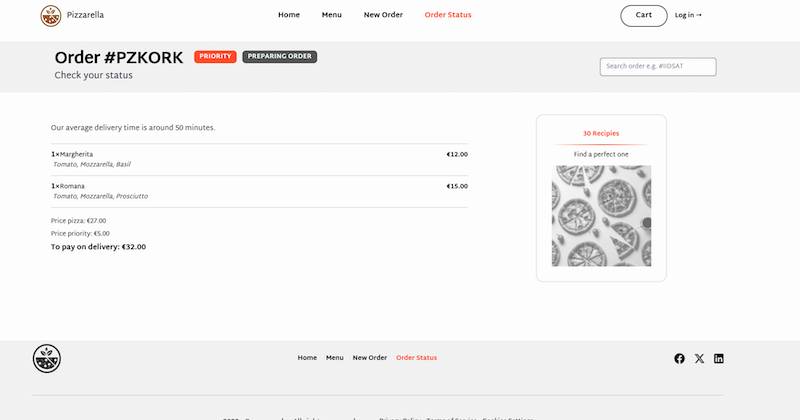 Pizzarella
Home Menu New Order Order Status
Cart Log in →
Order #PZKORK PRIORITY PREPARING ORDER
Check your status
Search order e.g. #IIDSAT
Our average delivery time is around 50 minutes.
1×Margherita €12.00
Tomato, Mozzarella, Basil
1×Romana €15.00
Tomato, Mozzarella, Prosciutto
Price pizza: €27.00
Price priority: €5.00
To pay on delivery: €32.00
30 Recipies
Find a perfect one
Home Menu New Order Order Status